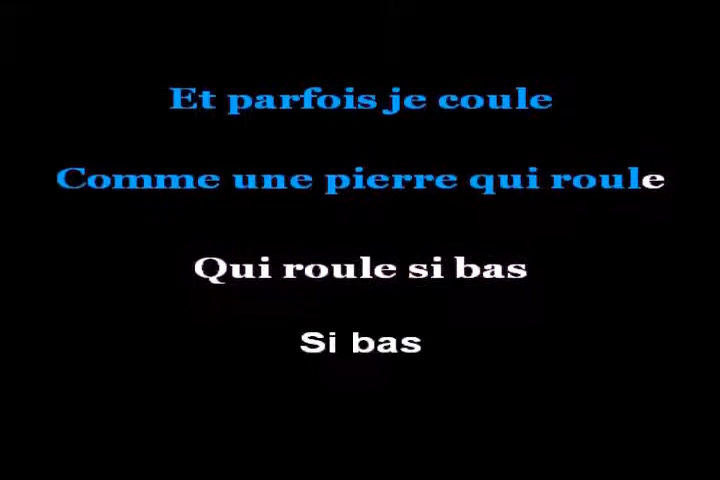 Et parfois je coule
Comme une pierre qui roule
Qui roule si bas
Si bas